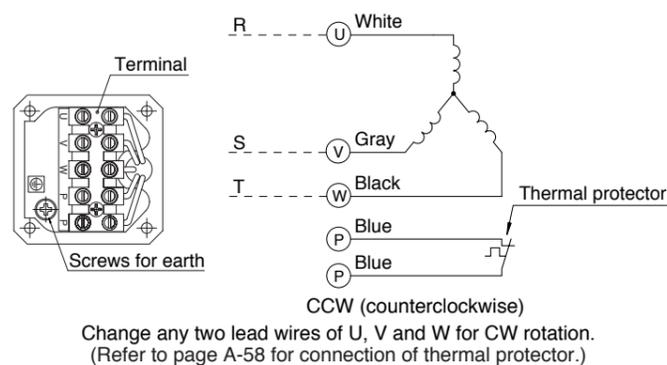 R
U
White
Terminal
U
V
W
P
P
S
V
Gray
T
W
Black
Thermal protector
P
Blue
P
Blue
Screws for earth
CCW (counterclockwise)
Change any two lead wires of U, V and W for CW rotation.
(Refer to page A-58 for connection of thermal protector.)